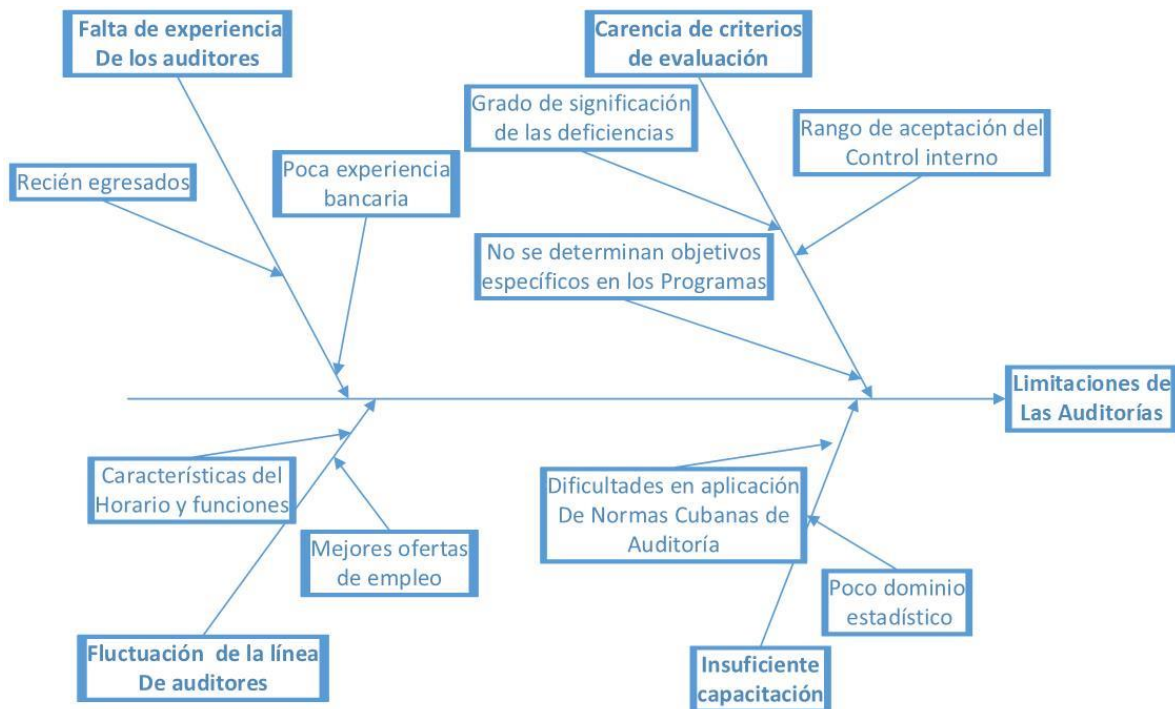 Falta de experiencia
De los auditores
Carencia de criterios
de evaluación
Grado de significación
de las deficiencias
Rango de aceptación del
Control interno
Recién egresados
Poca experiencia
bancaria
No se determinan objetivos
específicos en los Programas
Limitaciones de
Las Auditorías
Características del
Horario y funciones
Mejores ofertas
de empleo
Dificultades en aplicación
De Normas Cubanas de
Auditoría
Poco dominio
estadístico
Fluctuación de la línea
De auditores
Insuficiente
capacitación